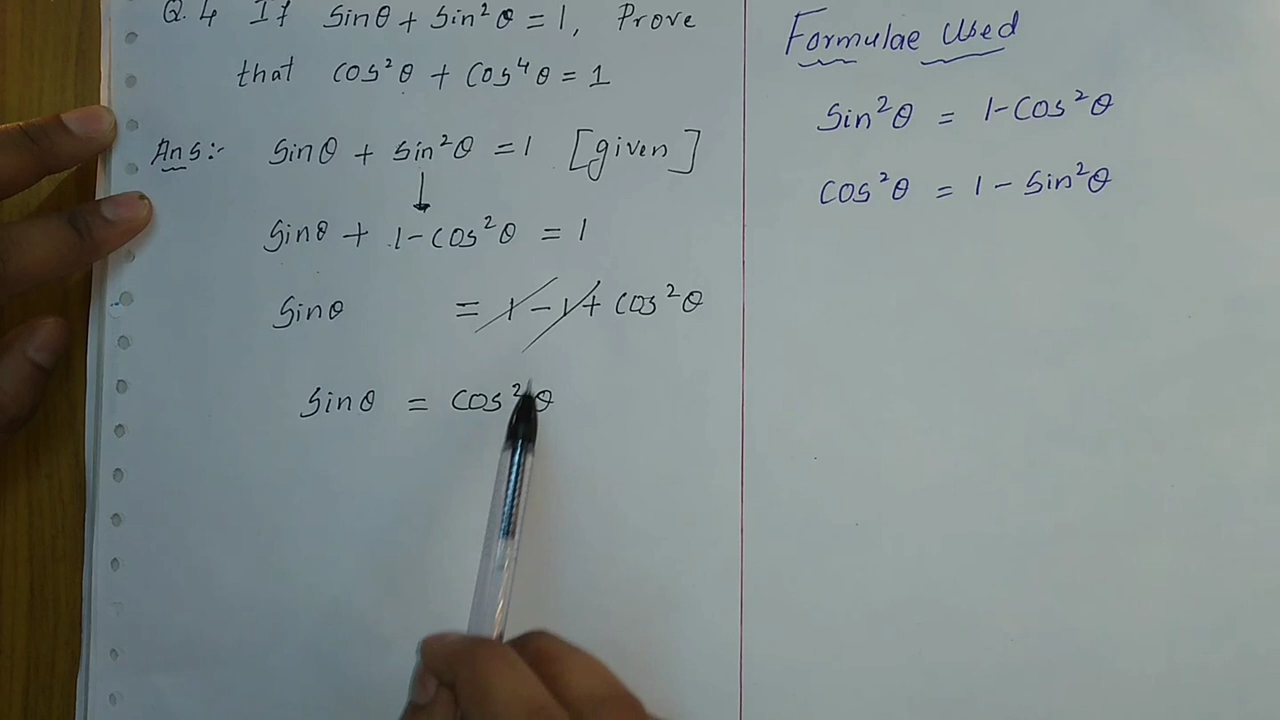 Q.4 If Sinθ + Sin²θ = 1, Prove
that cos²θ + Cos⁴θ = 1
Ans:- Sinθ + sin²θ = 1 [given]
Sinθ + 1 - cos²θ = 1
Sinθ = 1 - 1 + cos²θ
Sinθ = cos²θ
Formulae Used
Sin²θ = 1 - Cos²θ
cos²θ = 1 - Sin²θ